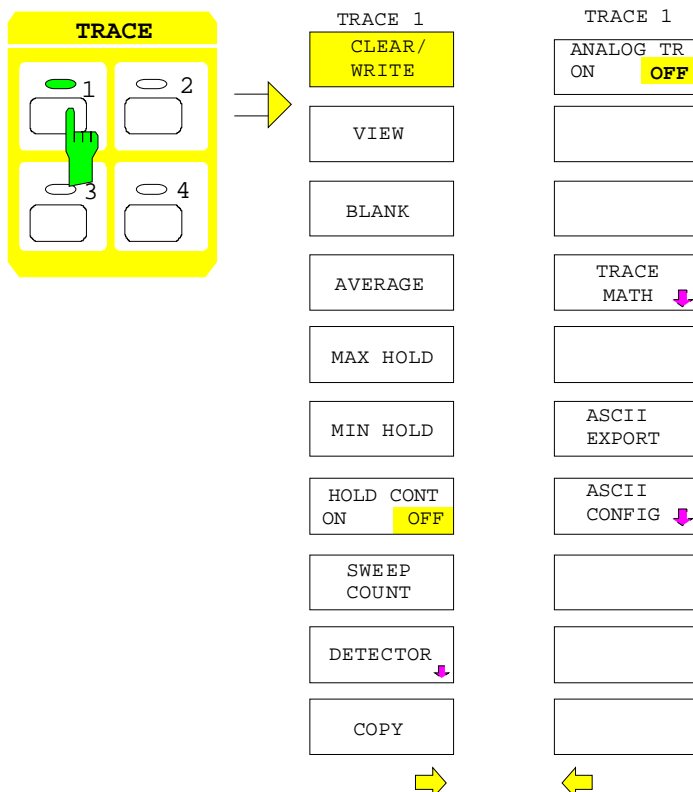 TRACE
1
2
3
4
TRACE 1
CLEAR/
WRITE
VIEW
BLANK
AVERAGE
MAX HOLD
MIN HOLD
HOLD CONT
ON OFF
SWEEP
COUNT
DETECTOR
COPY
TRACE 1
ANALOG TR
ON OFF
TRACE
MATH
ASCII
EXPORT
ASCII
CONFIG